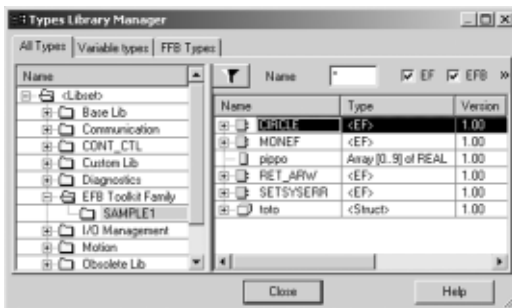 Types Library Manager
All Types Variable types EFB Types
Name
<Libset>
Base Lib
Communication
CONT_CTL
Custom Lib
Diagnostics
EFB Toolkit Family
SAMPLE1
I/O Management
Motion
Obsolete Lib
Name * EF EFB »
Name Type Version
CIRCLE <EF> 1.00
MONEF <EF> 1.00
pippo Array [0..9] of REAL
RET_ARW <EF> 1.00
SETSYSERR <EF> 1.00
toto <Struct> 1.00
Close Help